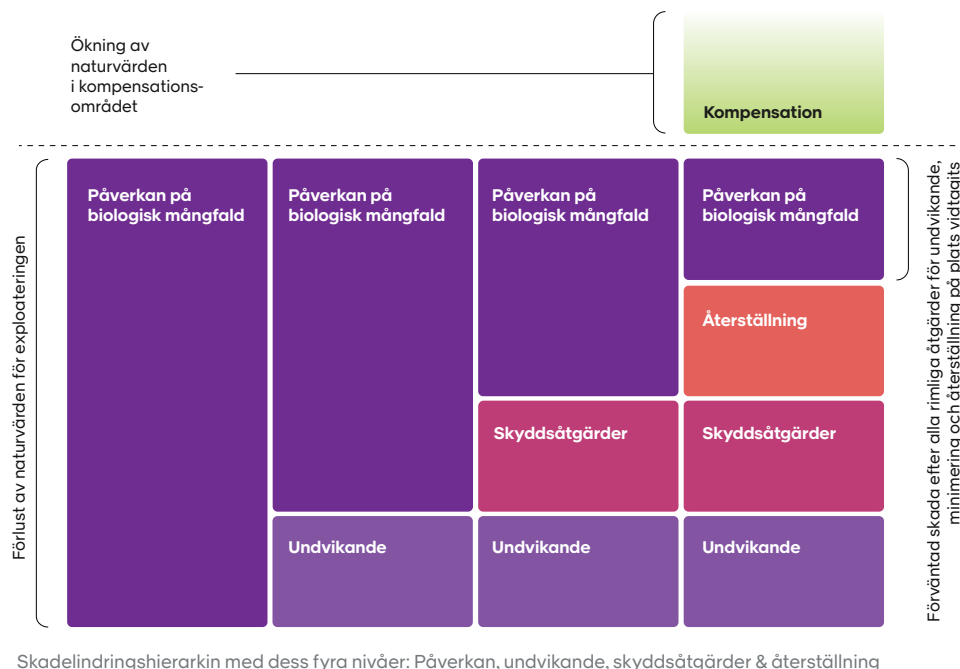 Ökning av
naturvärden
i kompensations-
området
Kompensation
Förlust av naturvärden för exploateringen
Påverkan på
biologisk mångfald
Påverkan på
biologisk mångfald
Påverkan på
biologisk mångfald
Påverkan på
biologisk mångfald
Återställning
Skyddsåtgärder
Skyddsåtgärder
Undvikande
Undvikande
Undvikande
Förväntad skada efter alla rimliga åtgärder för undvikande,
minimering och återställning på plats vidtagits
Skadelindringshierarkin med dess fyra nivåer: Påverkan, undvikande, skyddsåtgärder & återställning